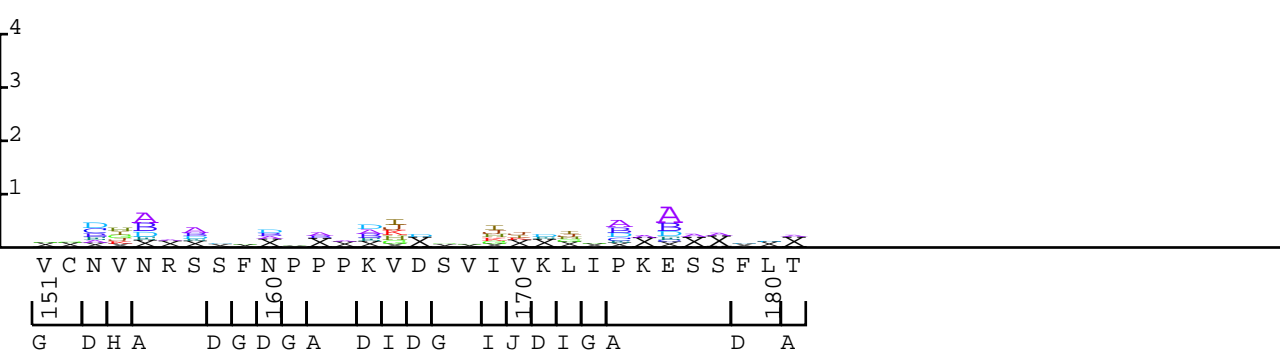 4
3
2
1
V C N V N R S S F N P P P K V D S V I V K L I P K E S S F L T
151 160 170 180
G D H A D G D G A D I D G I J D I G A D A